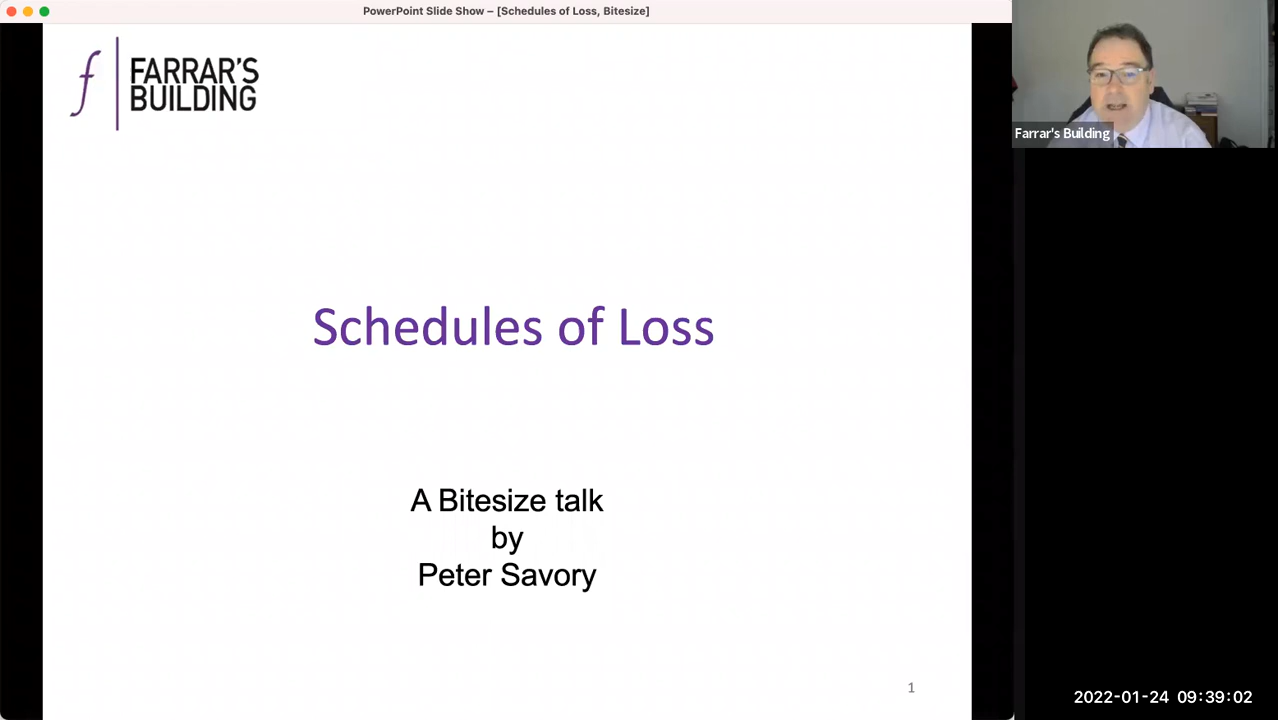 PowerPoint Slide Show – [Schedules of Loss, Bitesize]
f
FARRAR'S
BUILDING
Farrar's Building
Schedules of Loss
A Bitesize talk
by
Peter Savory
1
2022-01-24 09:39:02